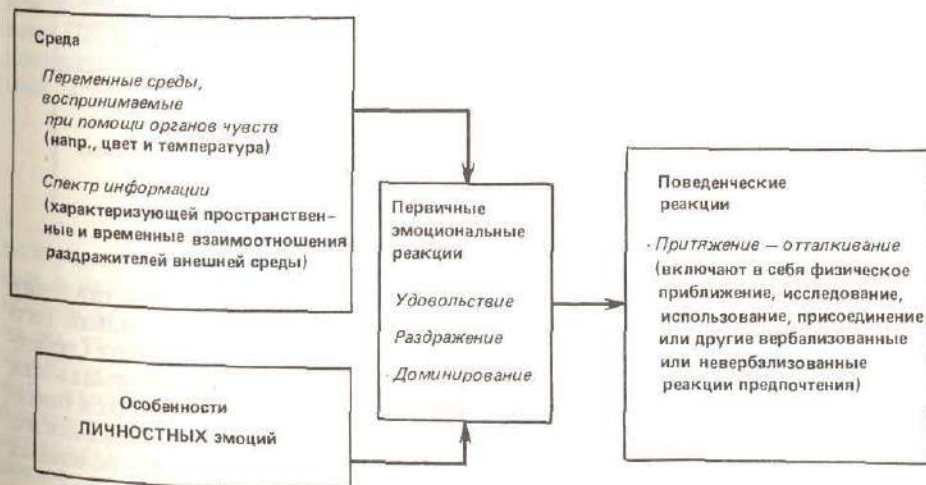 Среда
Переменные среды,
воспринимаемые
при помощи органов чувств
(напр., цвет и температура)
Спектр информации
(характеризующей пространствен-
ные и временные взаимоотношения
раздражителей внешней среды)
Особенности
ЛИЧНОСТНЫХ эмоций
Первичные
эмоциональные
реакции
Удовольствие
Раздражение
Доминирование
Поведенческие
реакции
Притяжение — отталкивание
(включают в себя физическое
приближение, исследование,
использование, присоединение
или другие вербализованные
или невербализованные
реакции предпочтения)